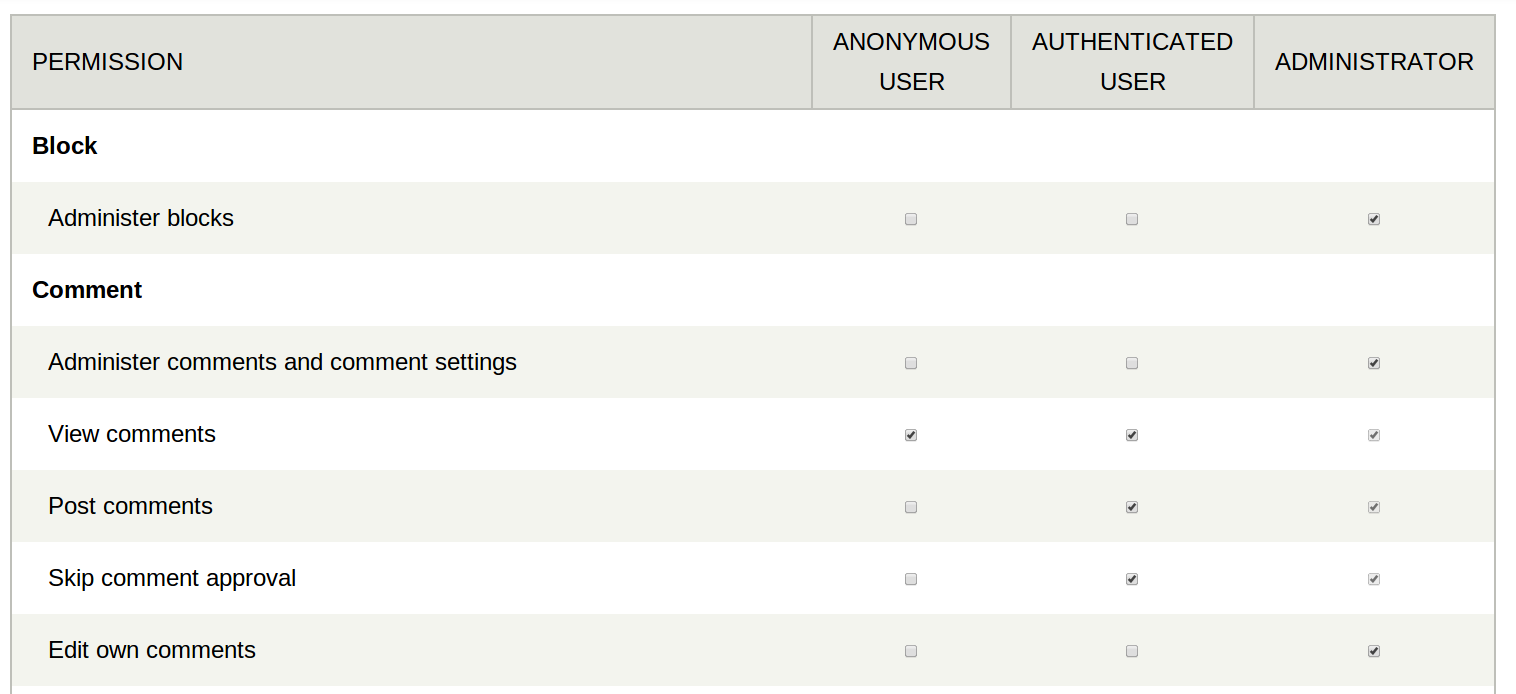 PERMISSION
ANONYMOUS
USER
AUTHENTICATED
USER
ADMINISTRATOR
Block
Administer blocks
Comment
Administer comments and comment settings
View comments
Post comments
Skip comment approval
Edit own comments